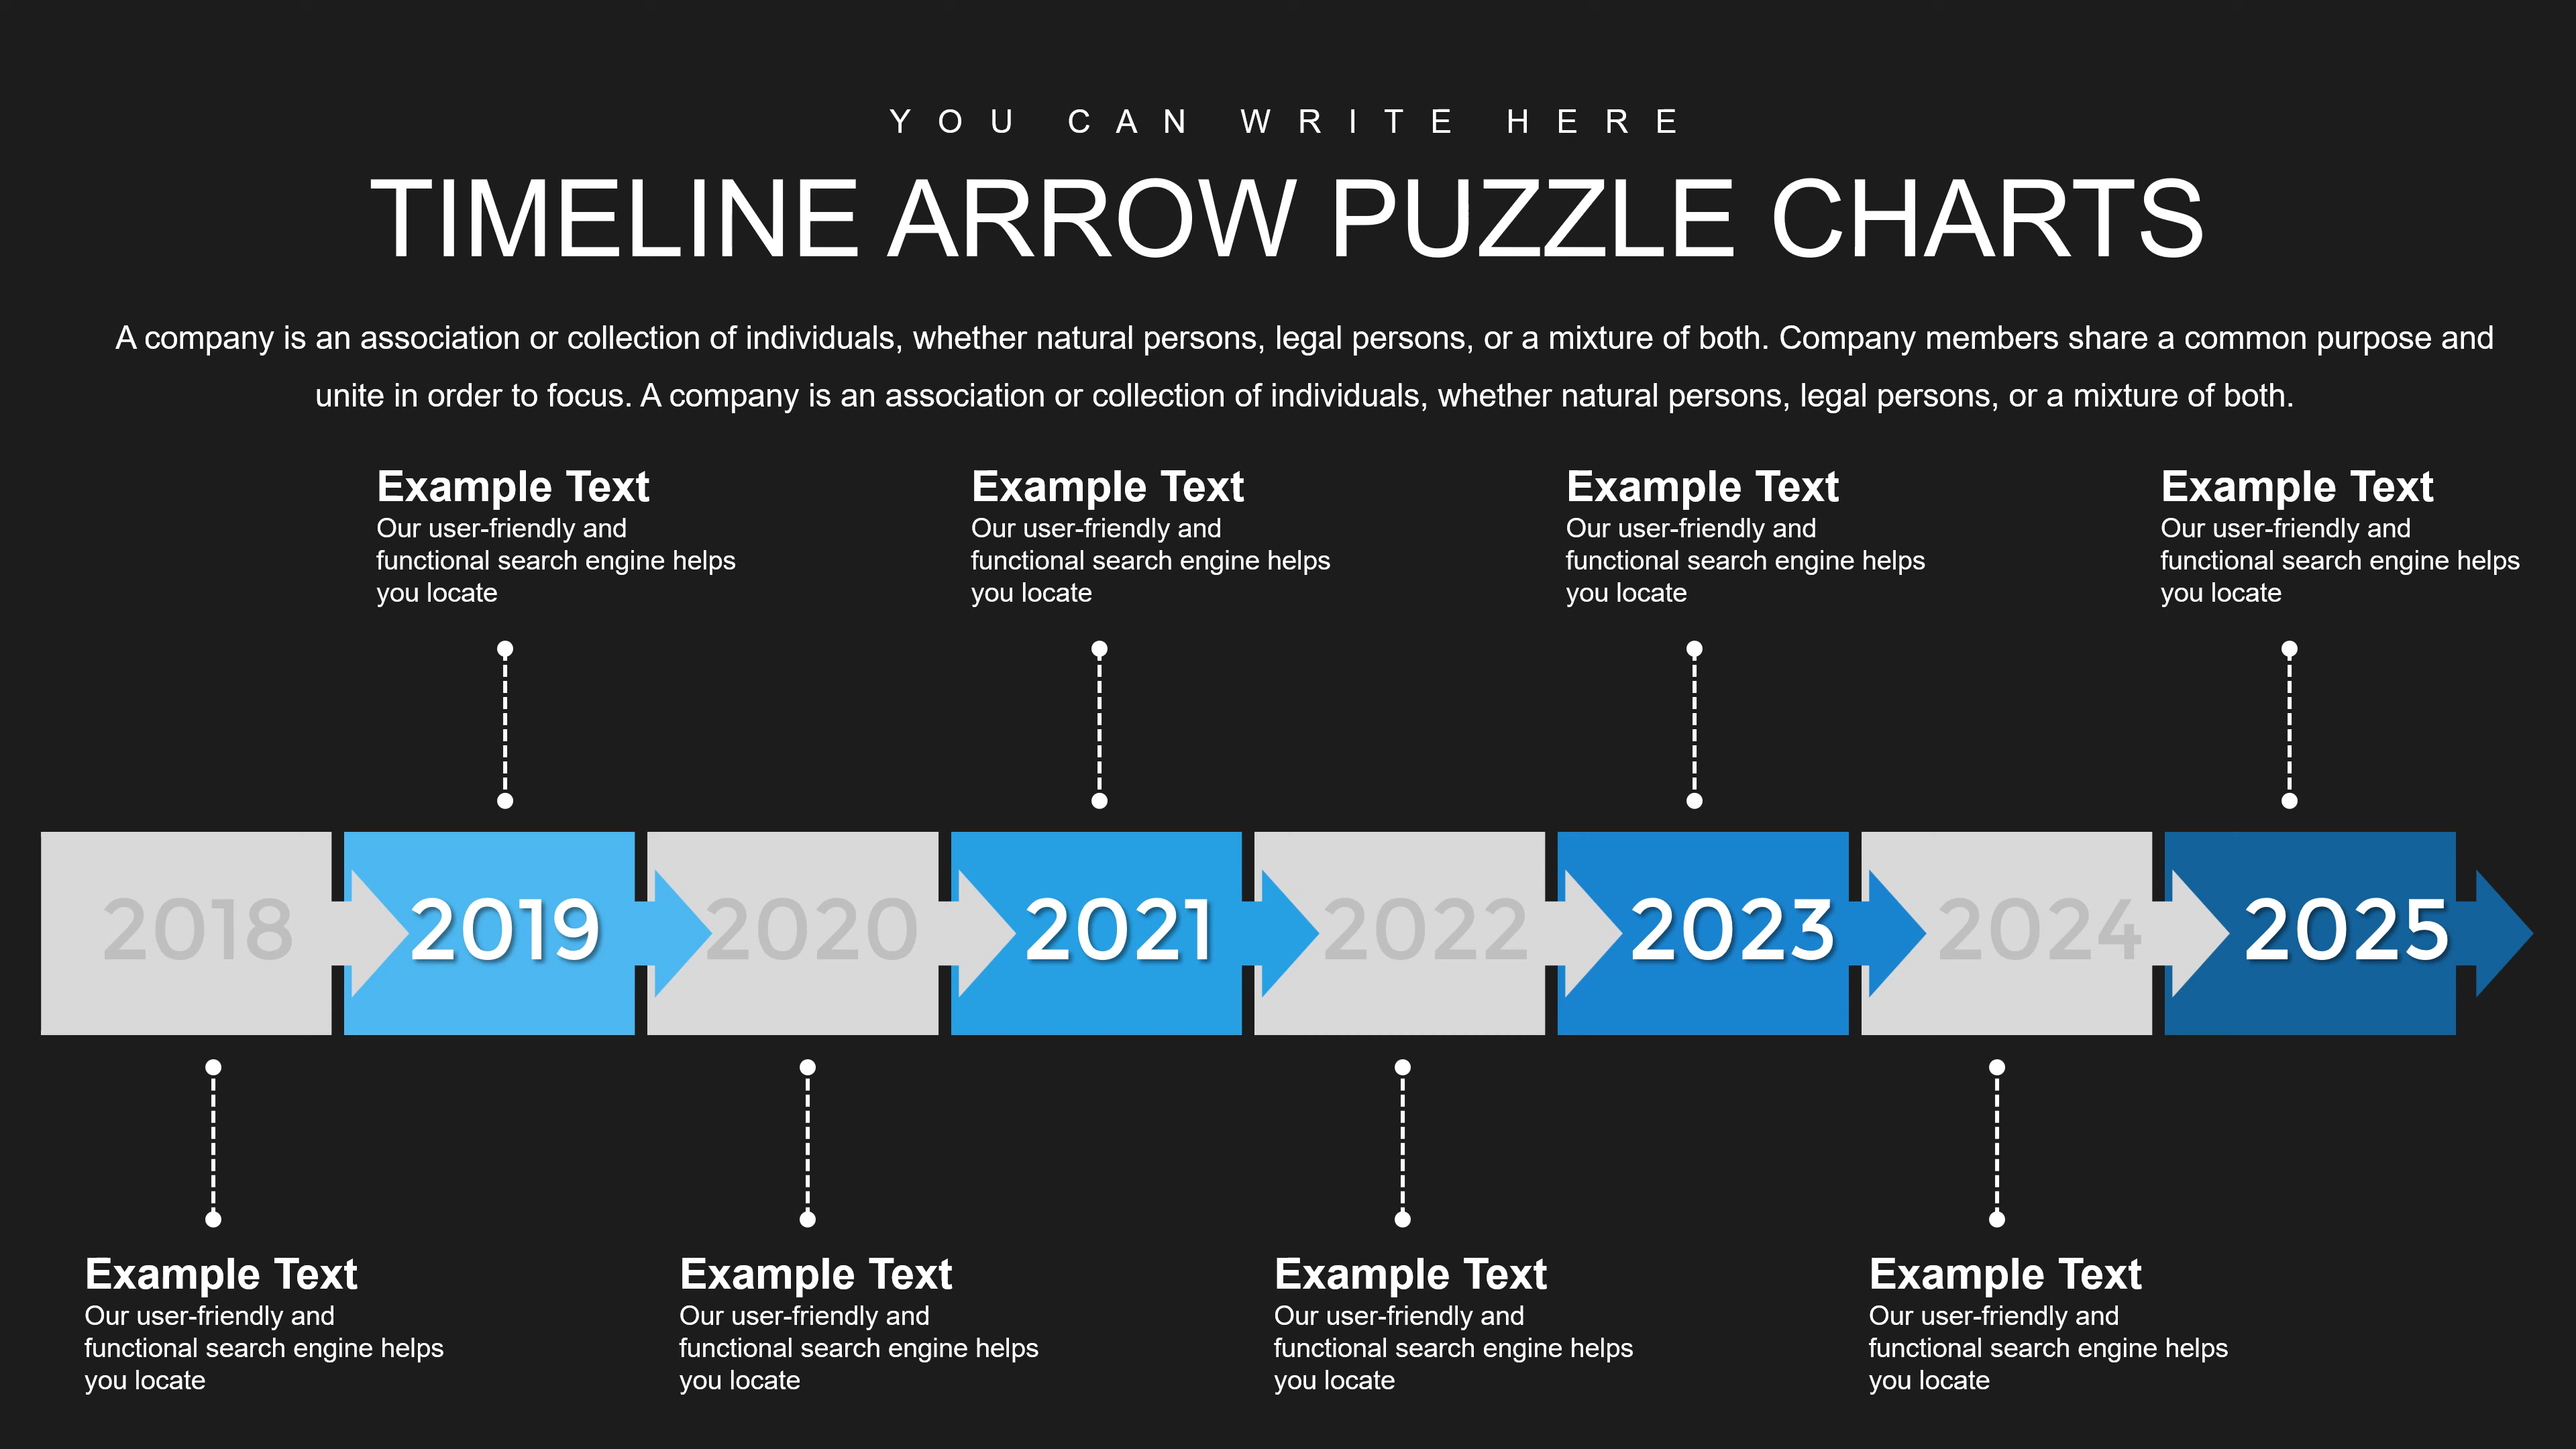 YOU CAN WRITE HERE
TIMELINE ARROW PUZZLE CHARTS
A company is an association or collection of individuals, whether natural persons, legal persons, or a mixture of both. Company members share a common purpose and
unite in order to focus. A company is an association or collection of individuals, whether natural persons, legal persons, or a mixture of both.
Example Text
Our user-friendly and
functional search engine helps
you locate
Example Text
Our user-friendly and
functional search engine helps
you locate
Example Text
Our user-friendly and
functional search engine helps
you locate
Example Text
Our user-friendly and
functional search engine helps
you locate
2018
2019
2020
2021
2022
2023
2024
2025
Example Text
Our user-friendly and
functional search engine helps
you locate
Example Text
Our user-friendly and
functional search engine helps
you locate
Example Text
Our user-friendly and
functional search engine helps
you locate
Example Text
Our user-friendly and
functional search engine helps
you locate